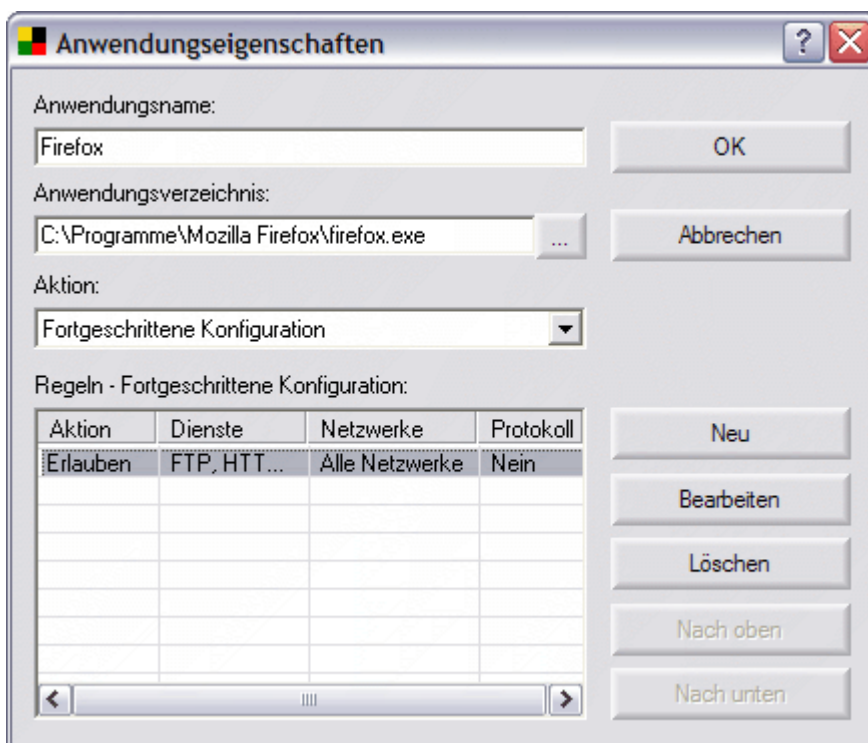 Anwendungseigenschaften
Anwendungsname:
Firefox
OK
Anwendungsverzeichnis:
C:\Programme\Mozilla Firefox\firefox.exe
...
Abbrechen
Aktion:
Fortgeschrittene Konfiguration
Regeln - Fortgeschrittene Konfiguration:
Aktion Dienste Netzwerke Protokoll
Erlauben FTP, HTT... Alle Netzwerke Nein
Neu
Bearbeiten
Löschen
Nach oben
Nach unten